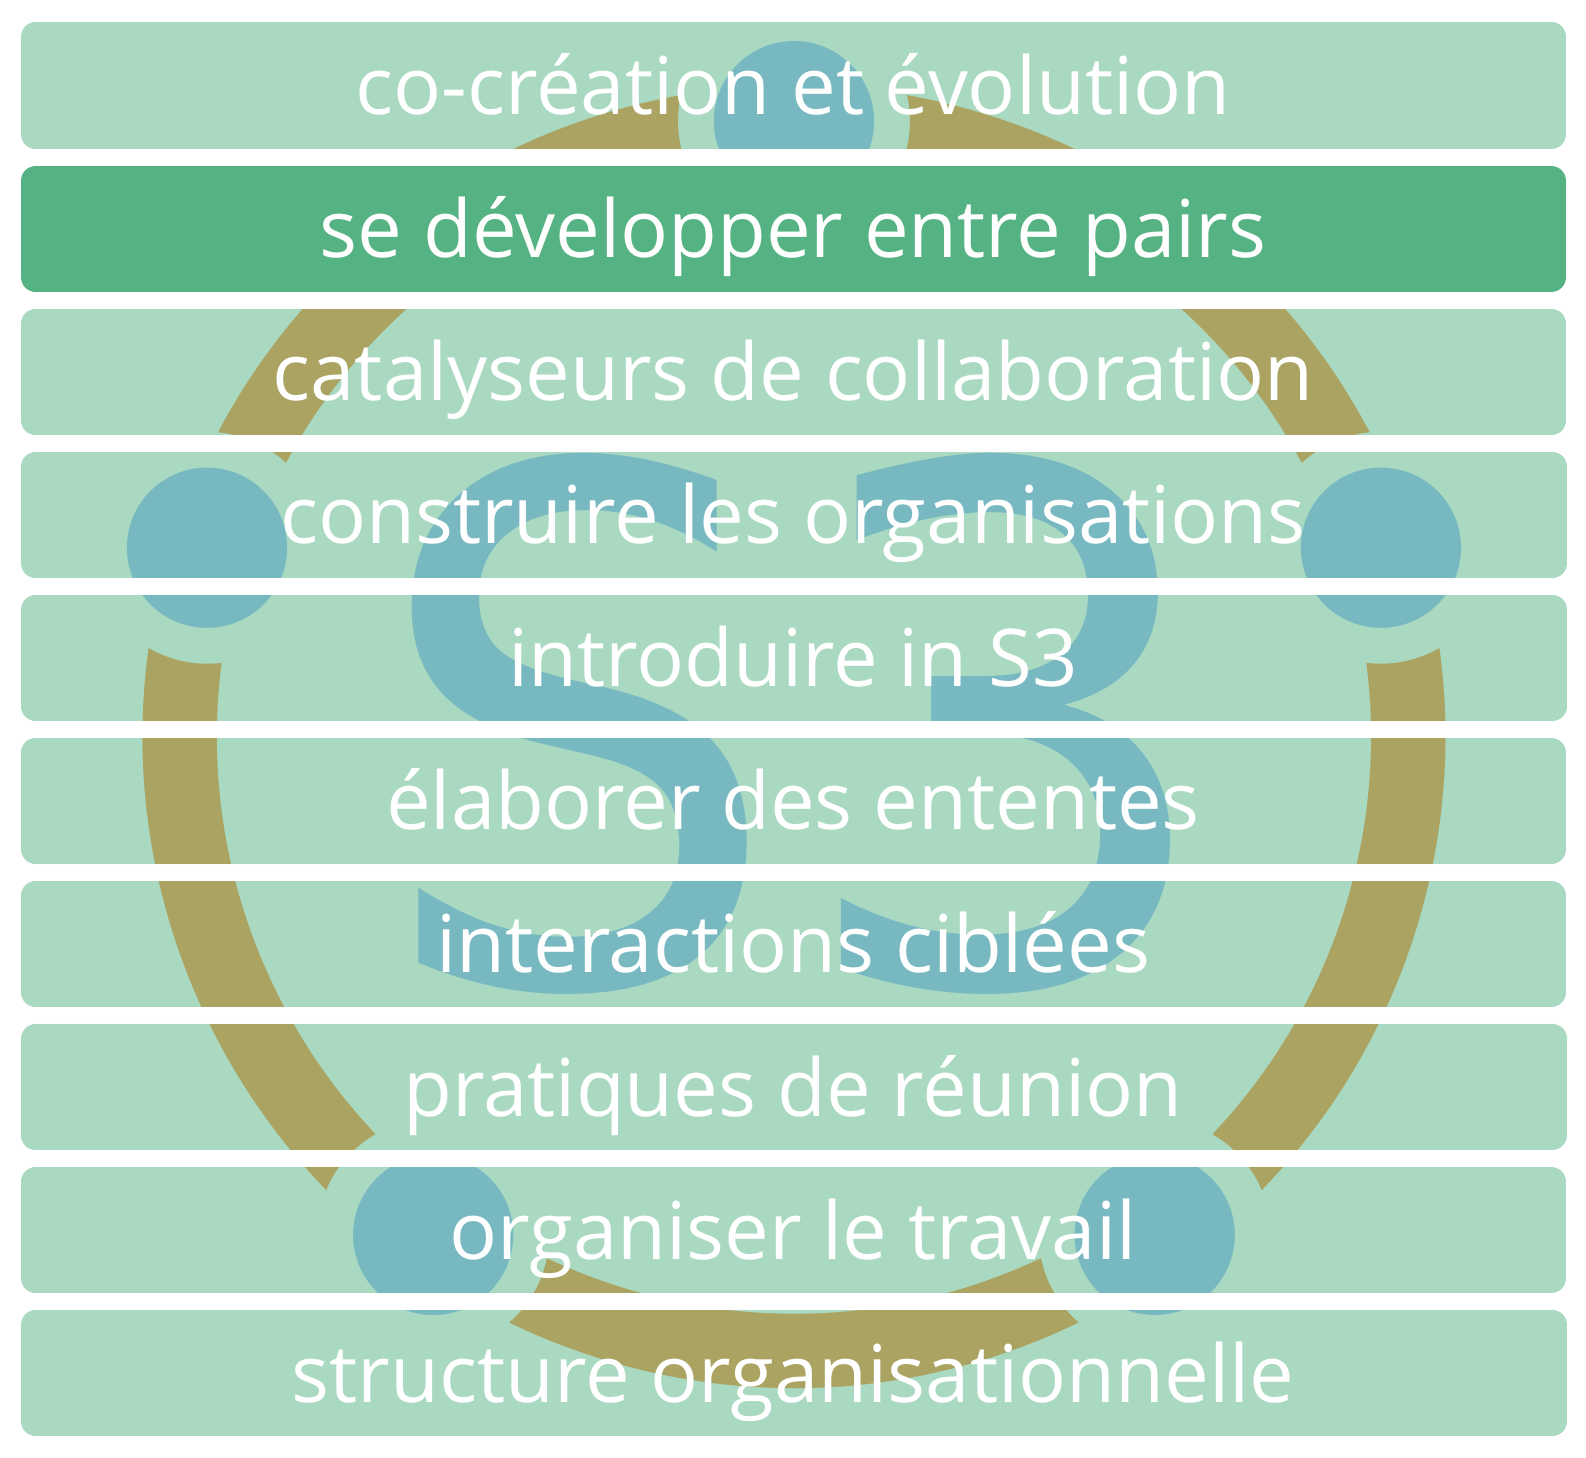 co-création et évolution
se développer entre pairs
catalyseurs de collaboration
construire les organisations
introduire in S3
élaborer des ententes
interactions ciblées
pratiques de réunion
organiser le travail
structure organisationnelle
S3